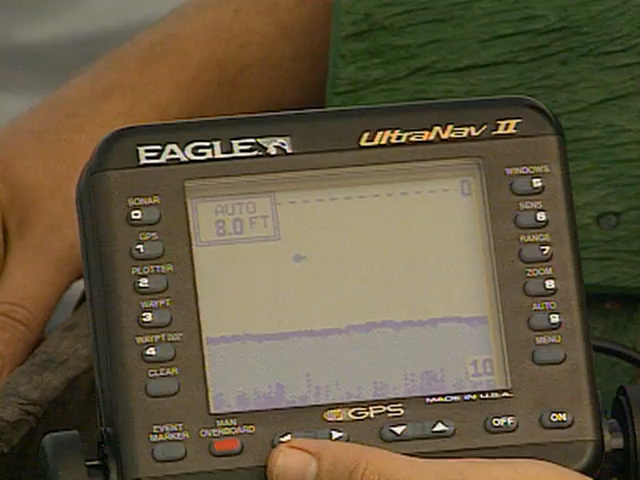 EAGLE
UltraNav II
AUTO
8.0 FT
0
10
SONAR
0
GPS
1
PLOTTER
2
WAYPT
3
WAYPT
4
CLEAR
WINDOWS
5
SENS
6
RANGE
7
ZOOM
8
AUTO
9
MENU
GPS
MADE IN U.S.A.
EVENT
MARKER
MAN
OVERBOARD
OFF
ON